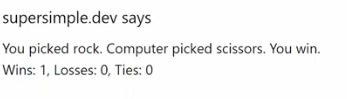 supersimple.dev says
You picked rock. Computer picked scissors. You win.
Wins: 1, Losses: 0, Ties: 0